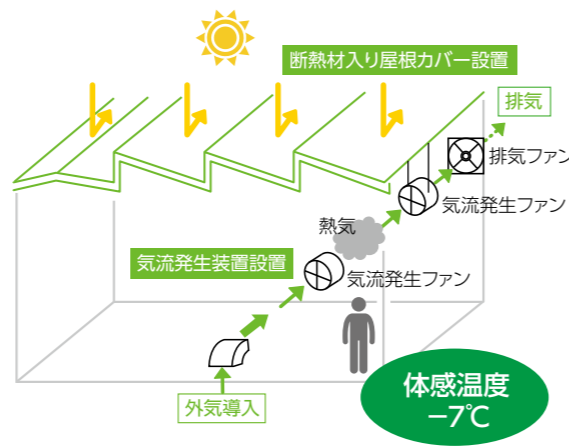 断熱材入り屋根カバー設置
排気
排気ファン
気流発生ファン
熱気
気流発生装置設置
気流発生ファン
外気導入
体感温度
−7℃